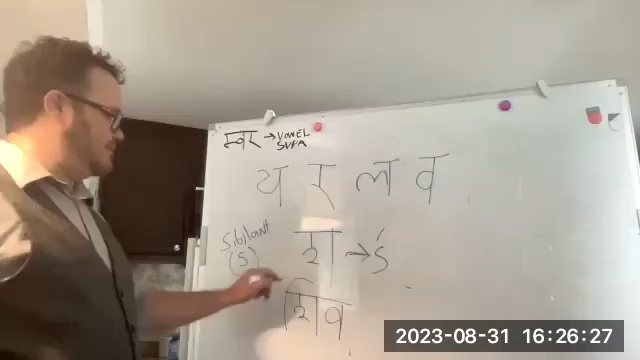 स्वर → VOWEL
SVRA
य र ल व
Sibilant
(S)
श → ś
शिव
2023-08-31 16:26:27